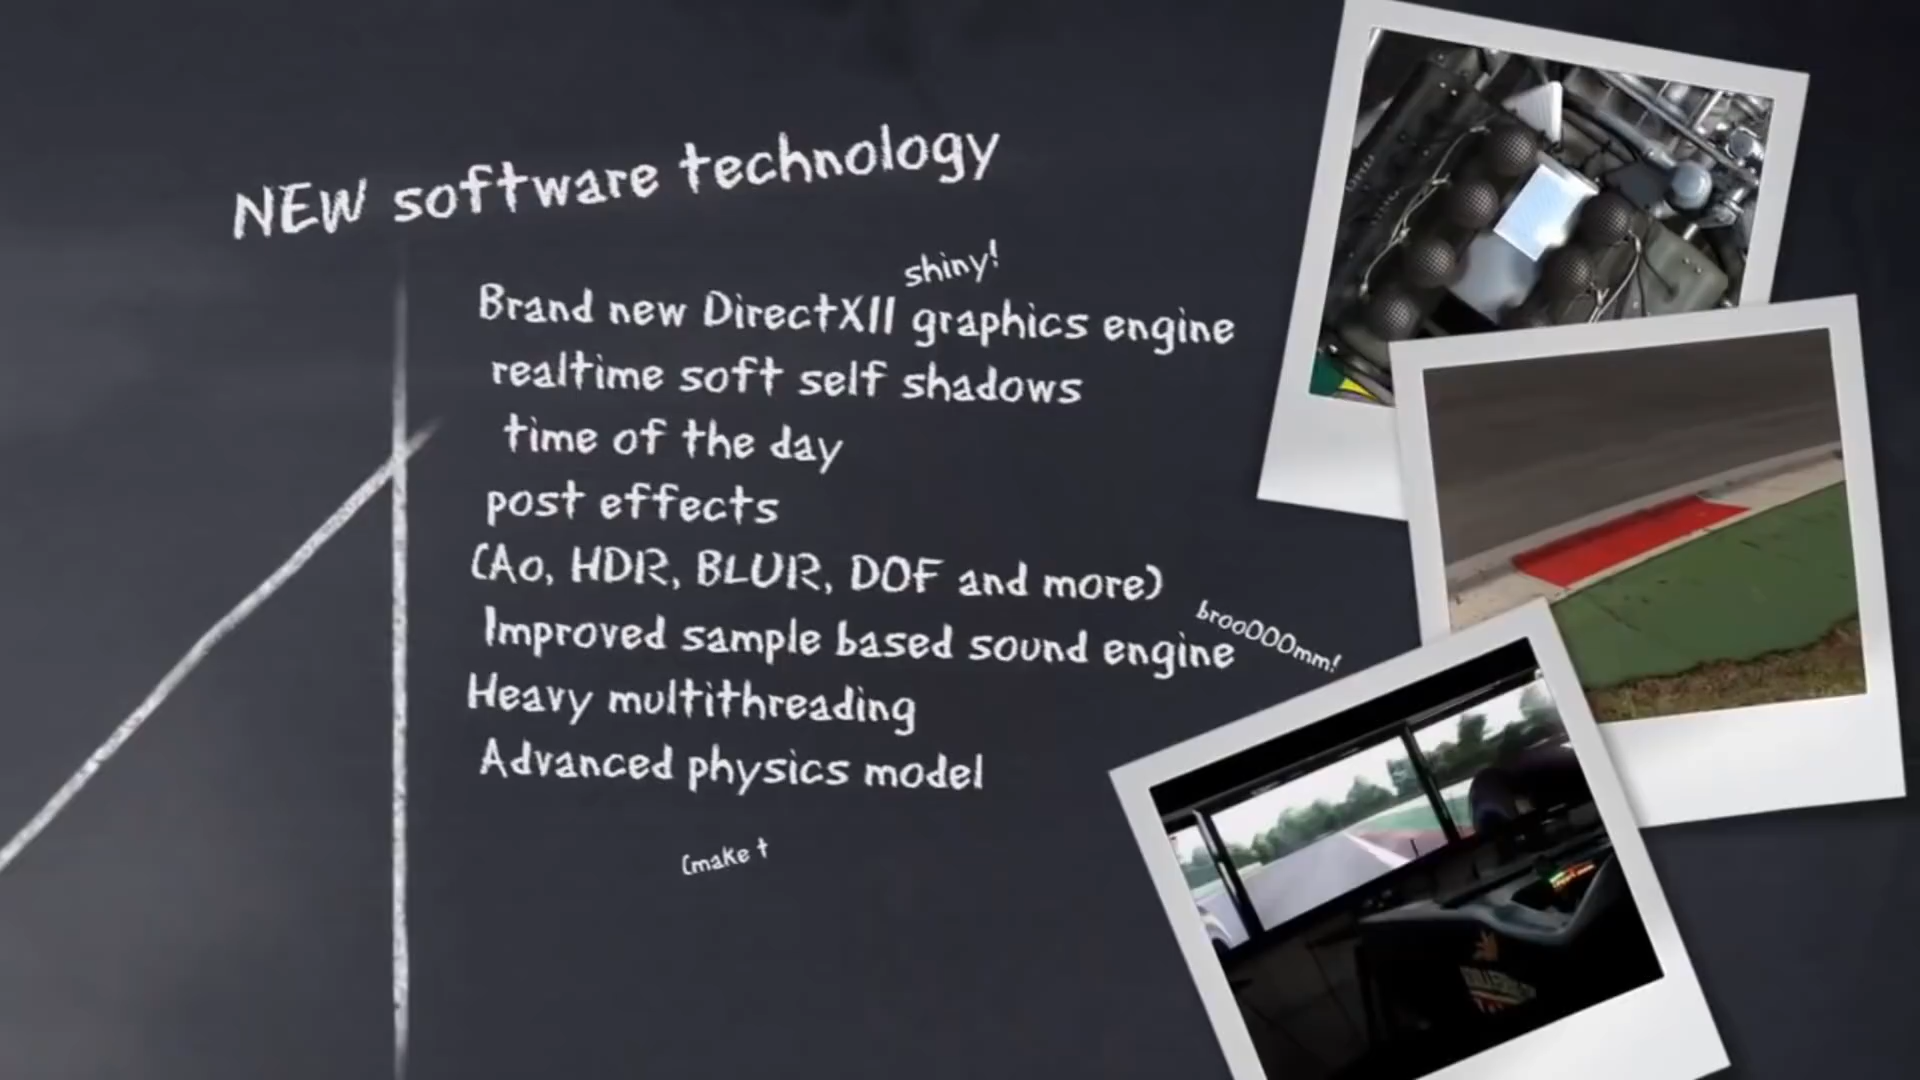 NEW software technology
shiny!
Brand new DirectX11 graphics engine
realtime soft self shadows
time of the day
post effects
(Ao, HDR, BLUR, DOF and more)
brooOOOmm!
Improved sample based sound engine
Heavy multithreading
Advanced physics model
(make t